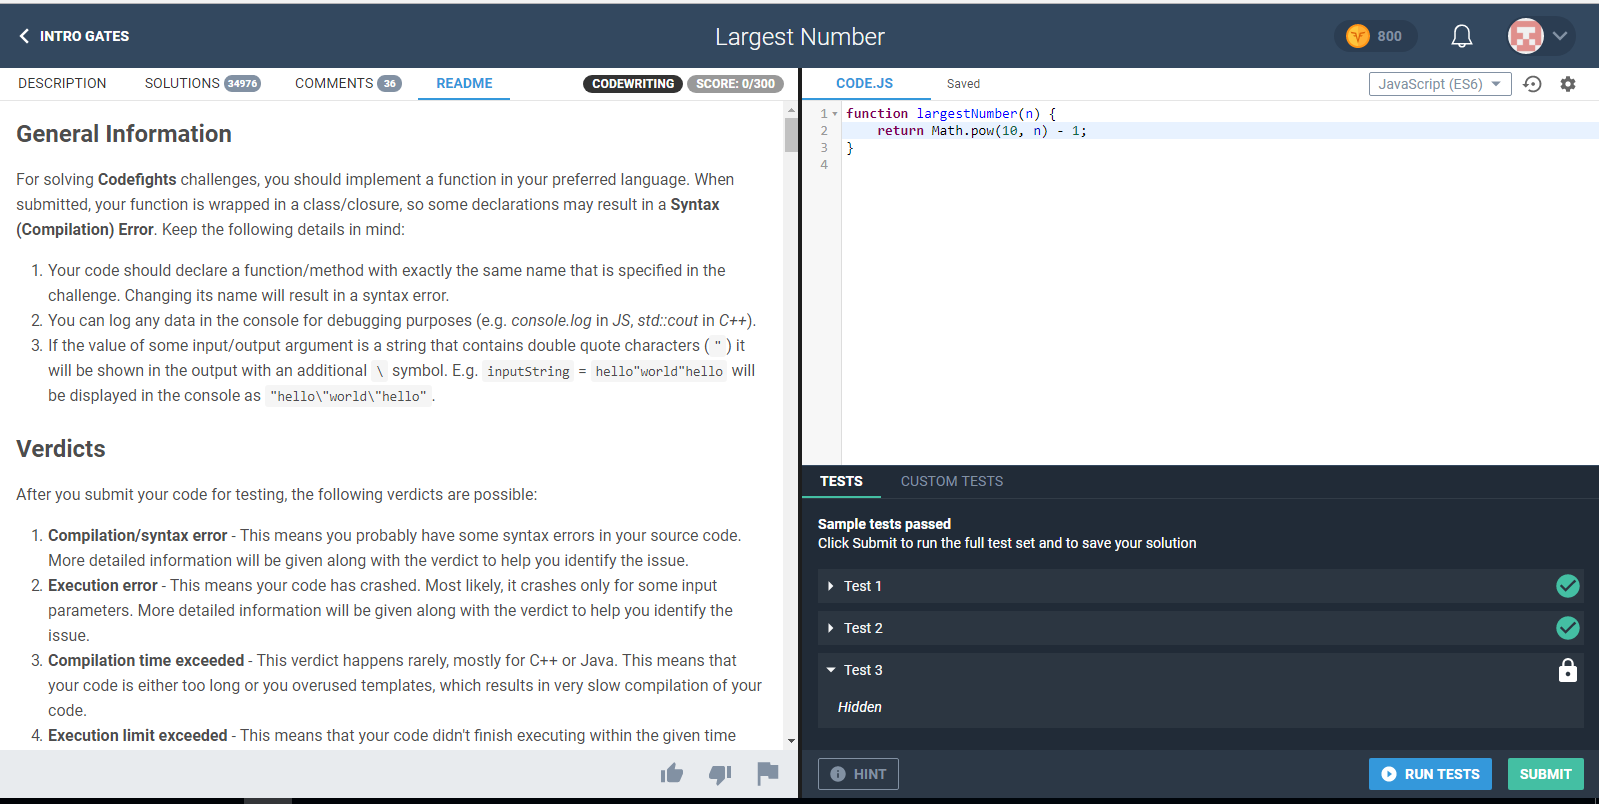 INTRO GATES
Largest Number
800
DESCRIPTION
SOLUTIONS 34976
COMMENTS 36
README
CODEWRITING
SCORE: 0/300
General Information
For solving Codefights challenges, you should implement a function in your preferred language. When
submitted, your function is wrapped in a class/closure, so some declarations may result in a Syntax
(Compilation) Error. Keep the following details in mind:
1. Your code should declare a function/method with exactly the same name that is specified in the
challenge. Changing its name will result in a syntax error.
2. You can log any data in the console for debugging purposes (e.g. console.log in JS, std::cout in C++).
3. If the value of some input/output argument is a string that contains double quote characters ( " ) it
will be shown in the output with an additional \ symbol. E.g. inputString = hello"world"hello will
be displayed in the console as "hello\"world\"hello" .
Verdicts
After you submit your code for testing, the following verdicts are possible:
1. Compilation/syntax error - This means you probably have some syntax errors in your source code.
More detailed information will be given along with the verdict to help you identify the issue.
2. Execution error - This means your code has crashed. Most likely, it crashes only for some input
parameters. More detailed information will be given along with the verdict to help you identify the
issue.
3. Compilation time exceeded - This verdict happens rarely, mostly for C++ or Java. This means that
your code is either too long or you overused templates, which results in very slow compilation of your
code.
4. Execution limit exceeded - This means that your code didn't finish executing within the given time
CODE.JS
Saved
JavaScript (ES6)
1 function largestNumber(n) {
2 return Math.pow(10, n) - 1;
3 }
4
TESTS
CUSTOM TESTS
Sample tests passed
Click Submit to run the full test set and to save your solution
Test 1
Test 2
Test 3
Hidden
HINT
RUN TESTS
SUBMIT